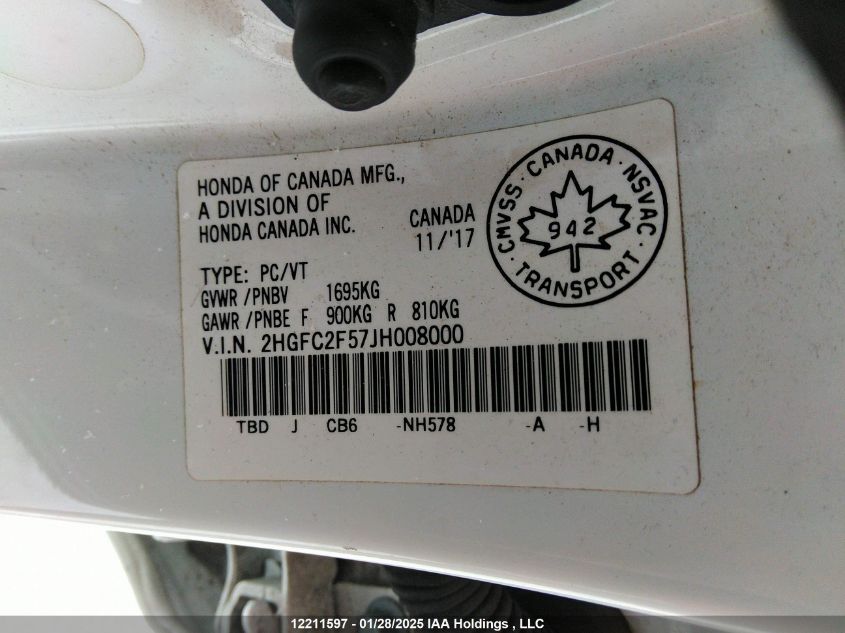 HONDA OF CANADA MFG.,
A DIVISION OF
HONDA CANADA INC.
CANADA
11/'17
CMVSS · CANADA · NSVAC
942
· TRANSPORT ·
TYPE: PC/VT
GVWR /PNBV 1695KG
GAWR /PNBE F 900KG R 810KG
V.I.N. 2HGFC2F57JH008000
TBD J CB6 -NH578 -A -H
12211597 - 01/28/2025 IAA Holdings , LLC